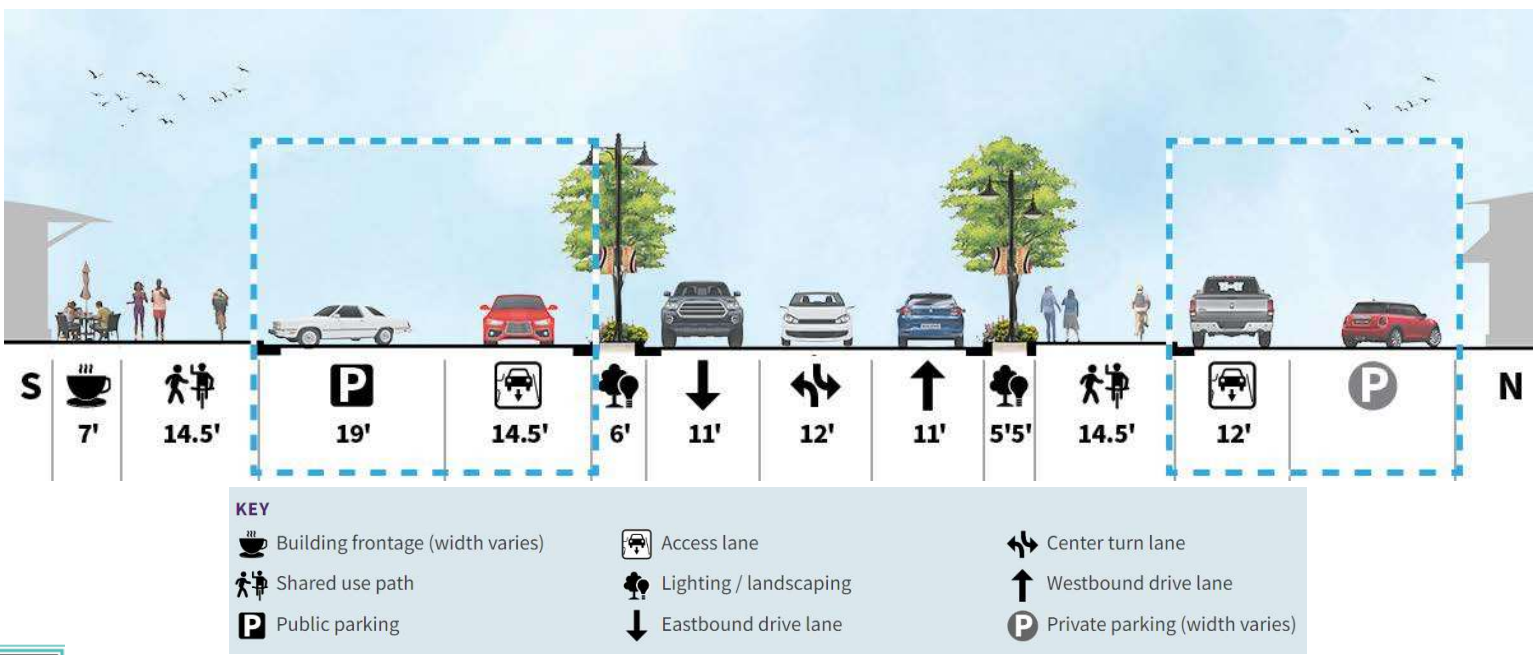 S N
7' 14.5' 19' P 14.5' 6' 11' 12' 11' 5'5' 14.5' 12' P
KEY
Building frontage (width varies)
Shared use path
P Public parking
Access lane
Lighting / landscaping
Eastbound drive lane
Center turn lane
Westbound drive lane
P Private parking (width varies)